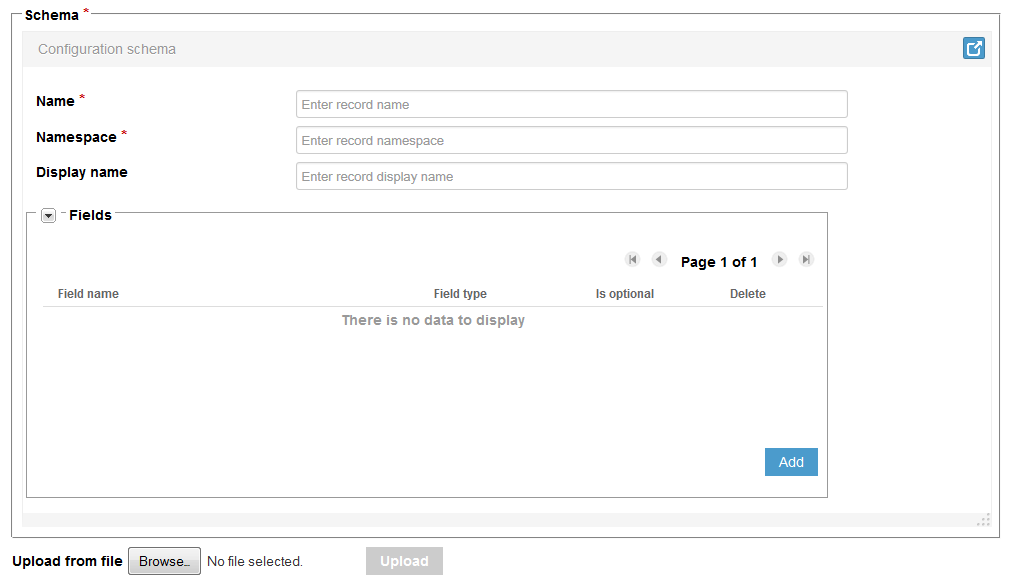 Schema *
Configuration schema
Name * Enter record name
Namespace * Enter record namespace
Display name Enter record display name
Fields
Page 1 of 1
Field name Field type Is optional Delete
There is no data to display
Add
Upload from file Browse... No file selected. Upload